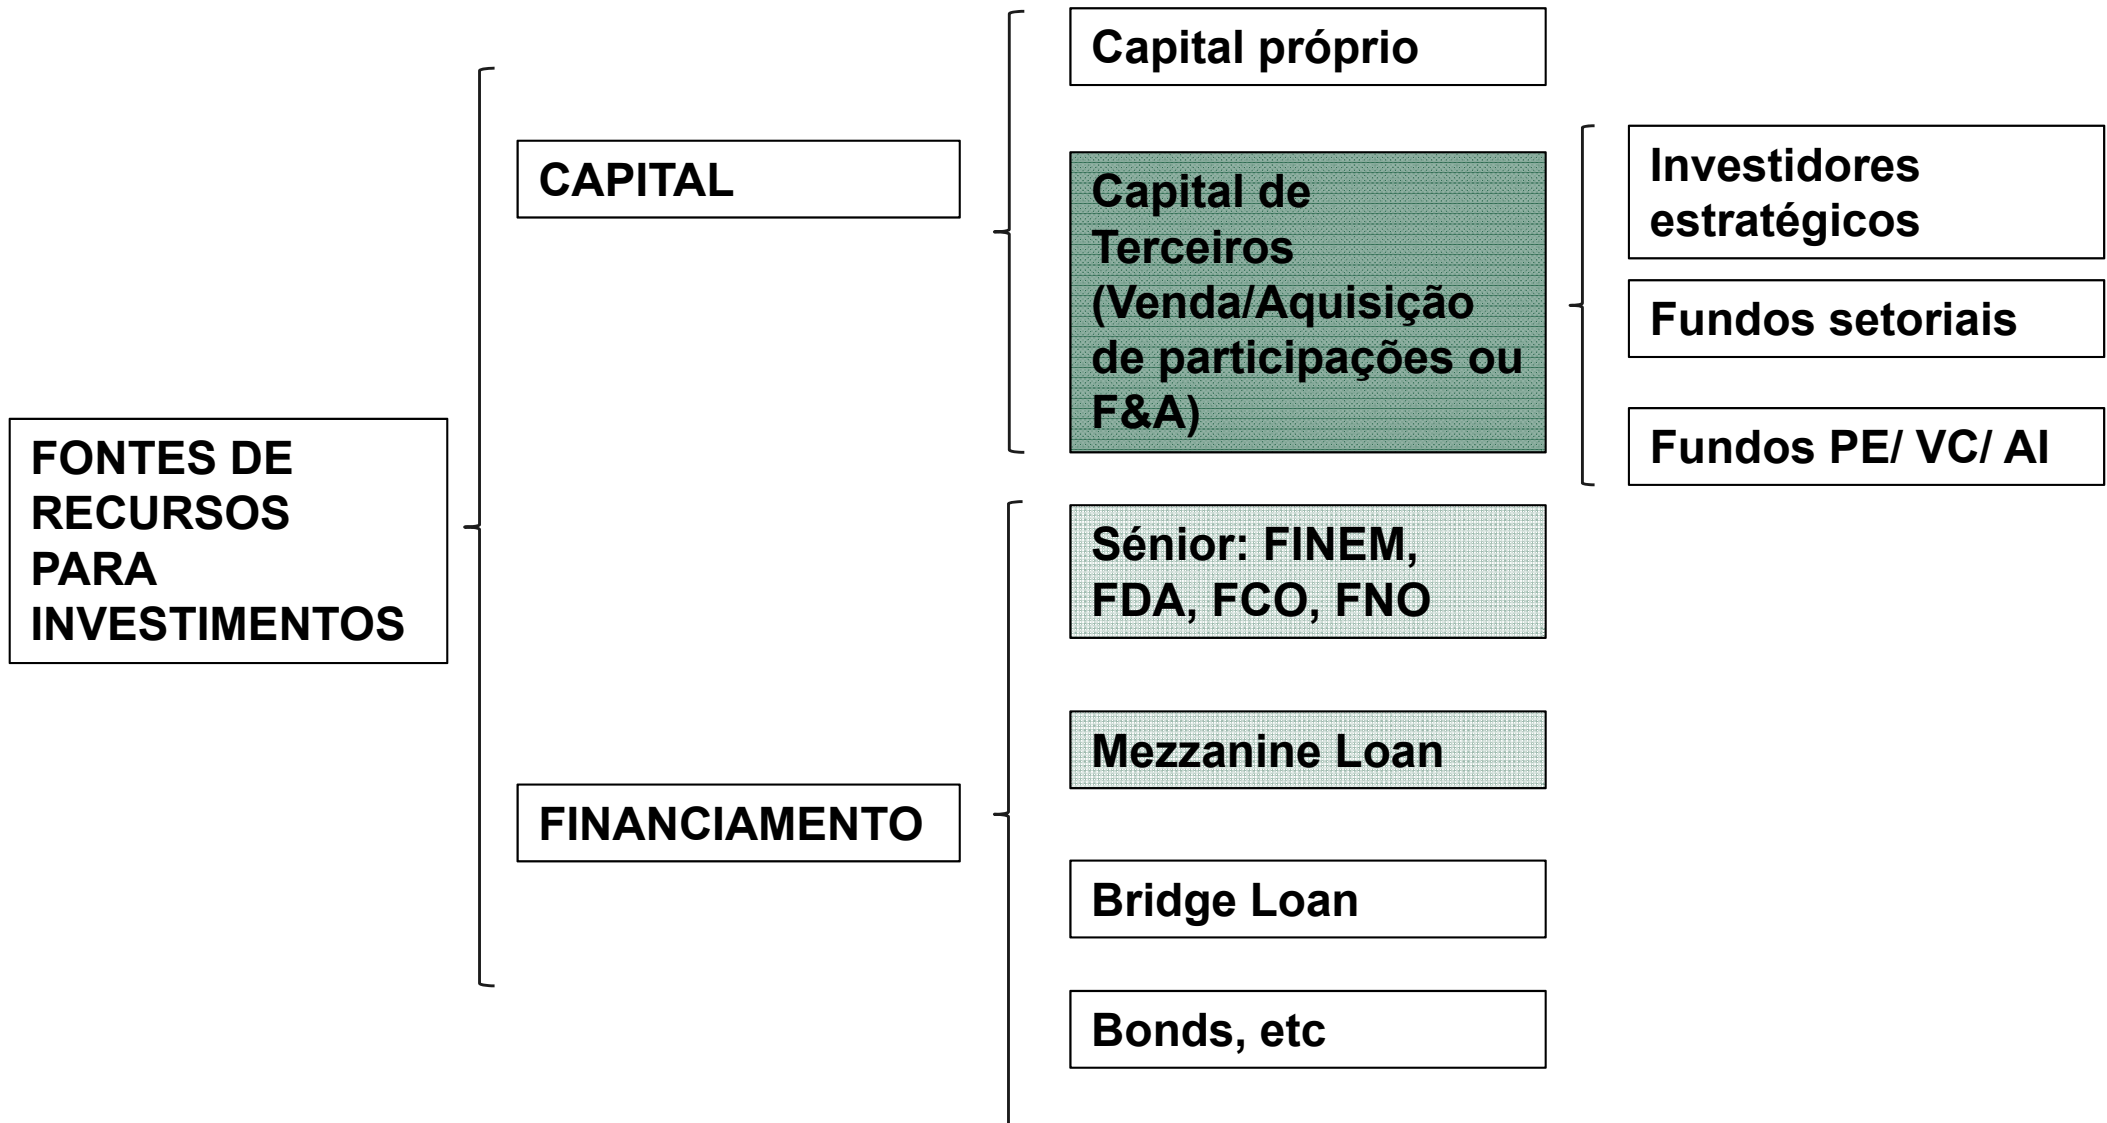 FONTES DE
RECURSOS
PARA
INVESTIMENTOS
CAPITAL
Capital próprio
Capital de
Terceiros
(Venda/Aquisição
de participações ou
F&A)
Investidores
estratégicos
Fundos setoriais
Fundos PE/ VC/ AI
FINANCIAMENTO
Sénior: FINEM,
FDA, FCO, FNO
Mezzanine Loan
Bridge Loan
Bonds, etc